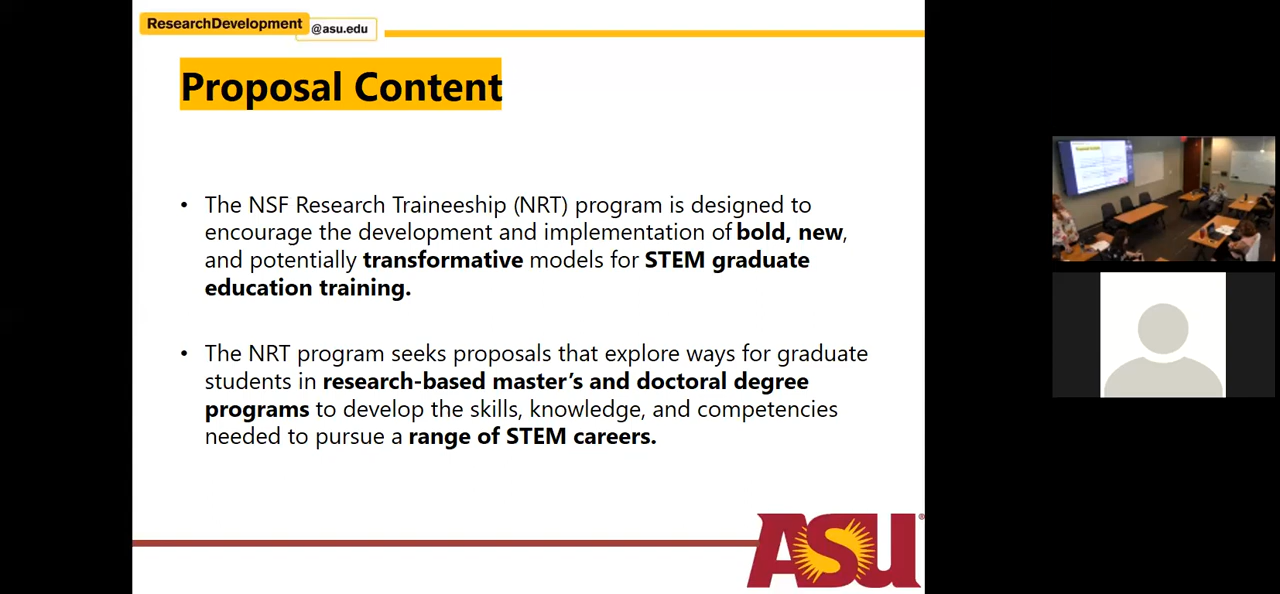 ResearchDevelopment
@asu.edu
Proposal Content
• The NSF Research Traineeship (NRT) program is designed to
encourage the development and implementation of bold, new,
and potentially transformative models for STEM graduate
education training.
• The NRT program seeks proposals that explore ways for graduate
students in research-based master's and doctoral degree
programs to develop the skills, knowledge, and competencies
needed to pursue a range of STEM careers.
ASU®